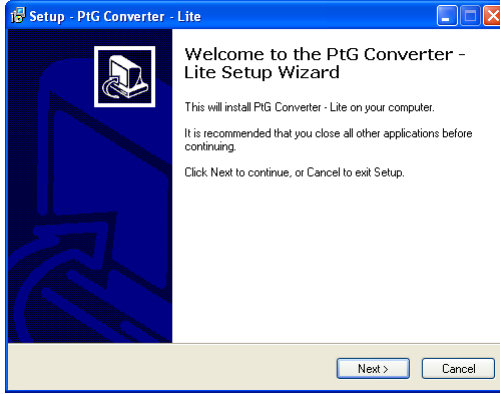 Setup - PtG Converter - Lite
Welcome to the PtG Converter -
Lite Setup Wizard
This will install PtG Converter - Lite on your computer.
It is recommended that you close all other applications before
continuing.
Click Next to continue, or Cancel to exit Setup.
Next >
Cancel